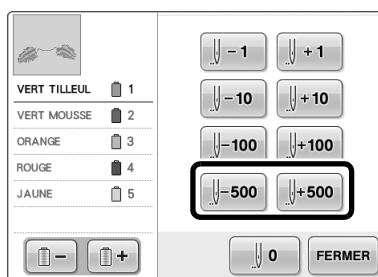 VERT TILLEUL 1
VERT MOUSSE 2
ORANGE 3
ROUGE 4
JAUNE 5
-1 +1
-10 +10
-100 +100
-500 +500
- + 0 FERMER